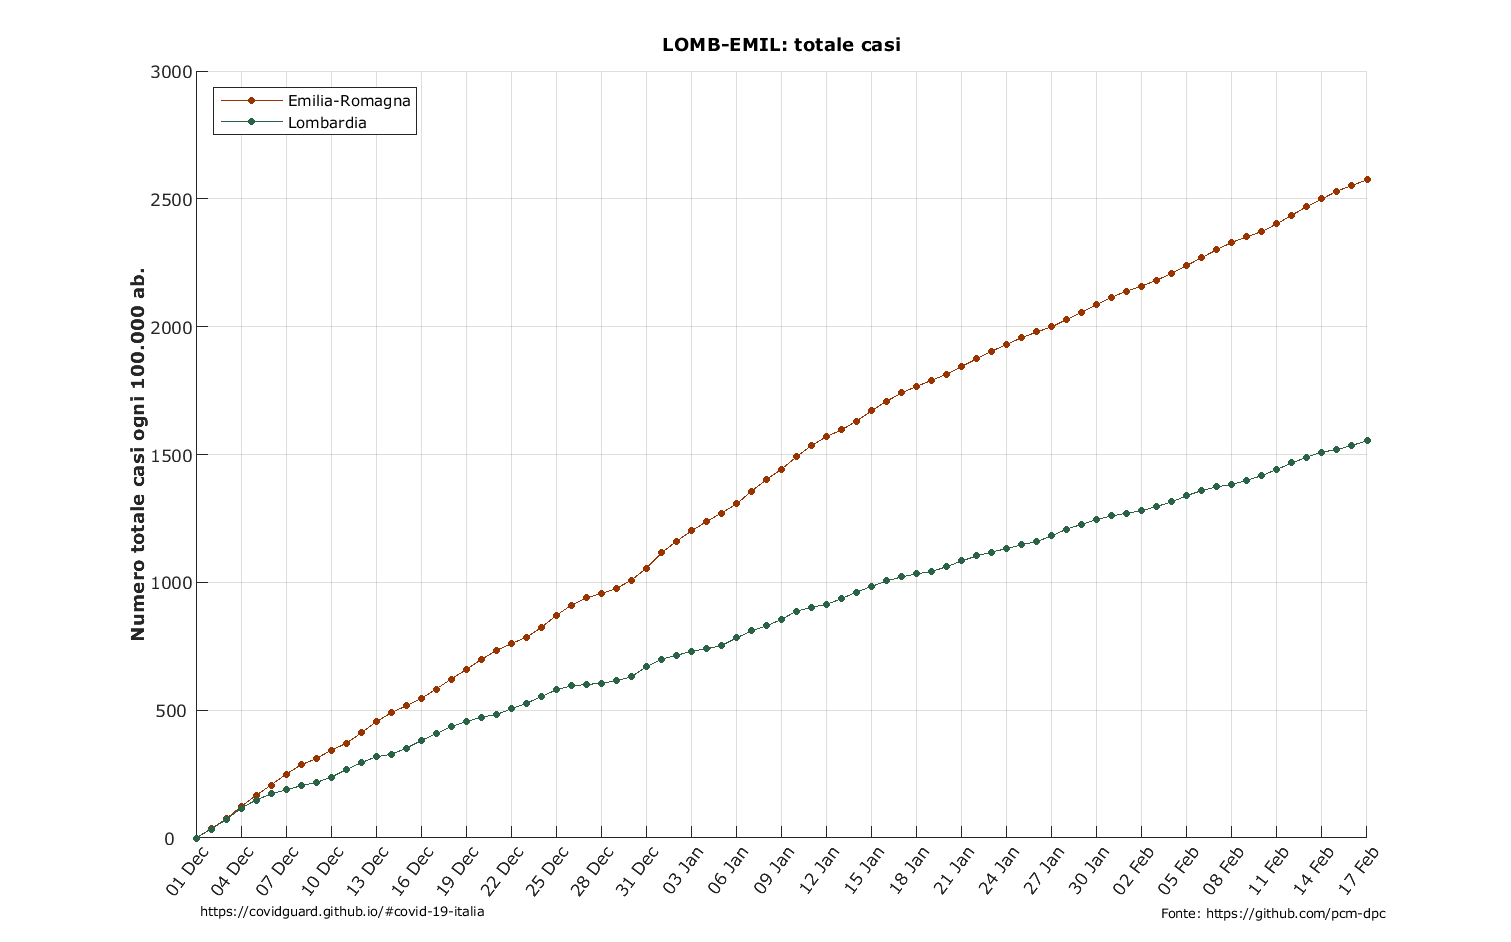 LOMB-EMIL: totale casi
Numero totale casi ogni 100.000 ab.
3000
2500
2000
1500
1000
500
0
Emilia-Romagna
Lombardia
01 Dec
04 Dec
07 Dec
10 Dec
13 Dec
16 Dec
19 Dec
22 Dec
25 Dec
28 Dec
31 Dec
03 Jan
06 Jan
09 Jan
12 Jan
15 Jan
18 Jan
21 Jan
24 Jan
27 Jan
30 Jan
02 Feb
05 Feb
08 Feb
11 Feb
14 Feb
17 Feb
https://covidguard.github.io/#covid-19-italia
Fonte: https://github.com/pcm-dpc